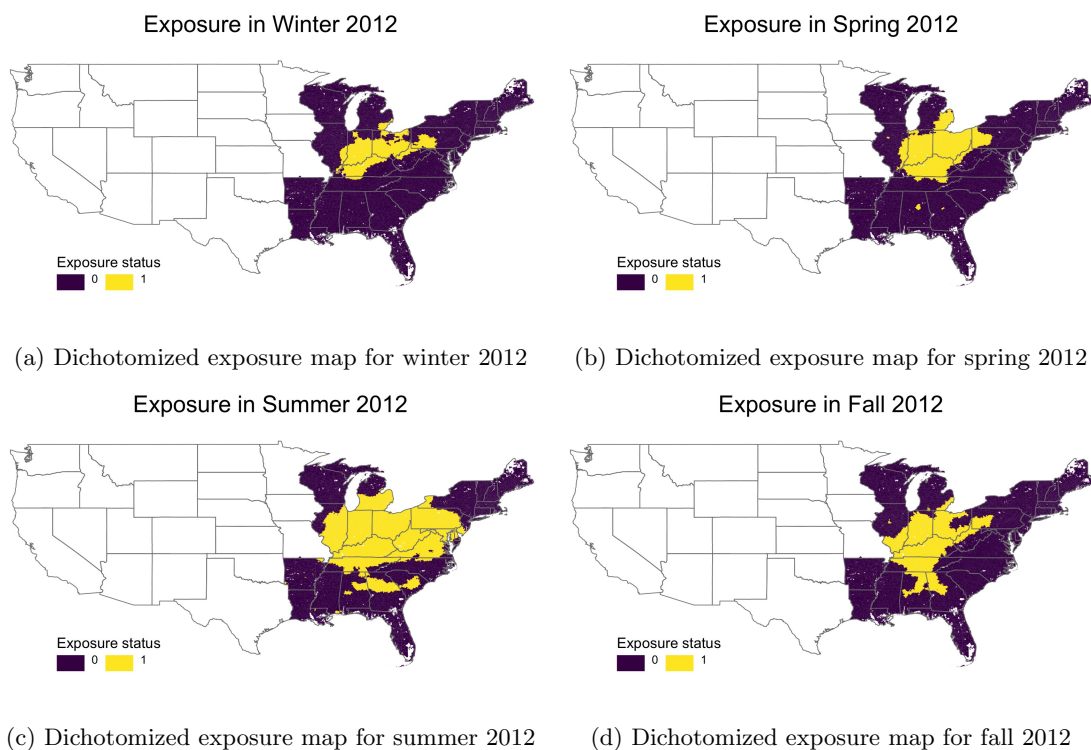 Exposure in Winter 2012
Exposure in Spring 2012
Exposure status
0 1
Exposure status
0 1
(a) Dichotomized exposure map for winter 2012
(b) Dichotomized exposure map for spring 2012
Exposure in Summer 2012
Exposure in Fall 2012
Exposure status
0 1
Exposure status
0 1
(c) Dichotomized exposure map for summer 2012
(d) Dichotomized exposure map for fall 2012